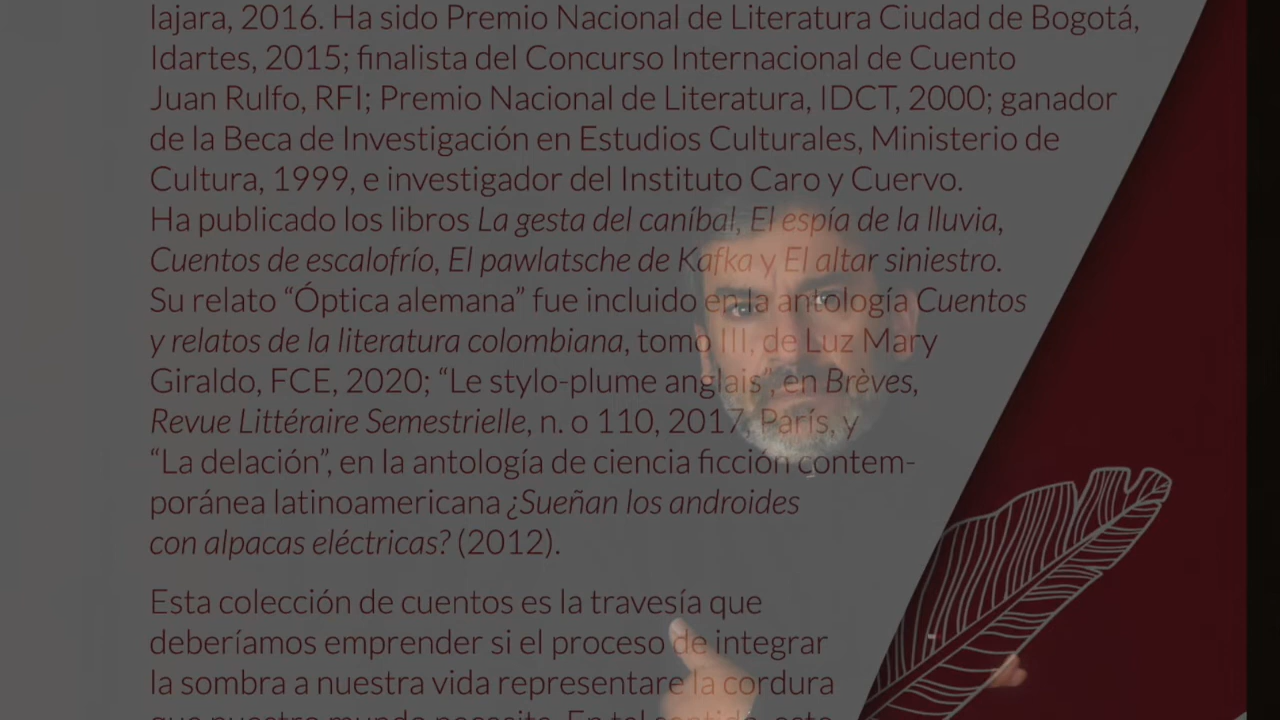 lajara, 2016. Ha sido Premio Nacional de Literatura Ciudad de Bogotá,
Idartes, 2015; finalista del Concurso Internacional de Cuento
Juan Rulfo, RFI; Premio Nacional de Literatura, IDCT, 2000; ganador
de la Beca de Investigación en Estudios Culturales, Ministerio de
Cultura, 1999, e investigador del Instituto Caro y Cuervo.
Ha publicado los libros La gesta del caníbal, El espía de la lluvia,
Cuentos de escalofrío, El pawlatsche de Kafka y El altar siniestro.
Su relato “Óptica alemana” fue incluido en la antología Cuentos
y relatos de la literatura colombiana, tomo III, de Luz Mary
Giraldo, FCE, 2020; “Le stylo-plume anglais”, en Brèves,
Revue Littéraire Semestrielle, n. o 110, 2017, París, y
“La delación”, en la antología de ciencia ficción contem-
poránea latinoamericana ¿Sueñan los androides
con alpacas eléctricas? (2012).
Esta colección de cuentos es la travesía que
deberíamos emprender si el proceso de integrar
la sombra a nuestra vida representare la cordura